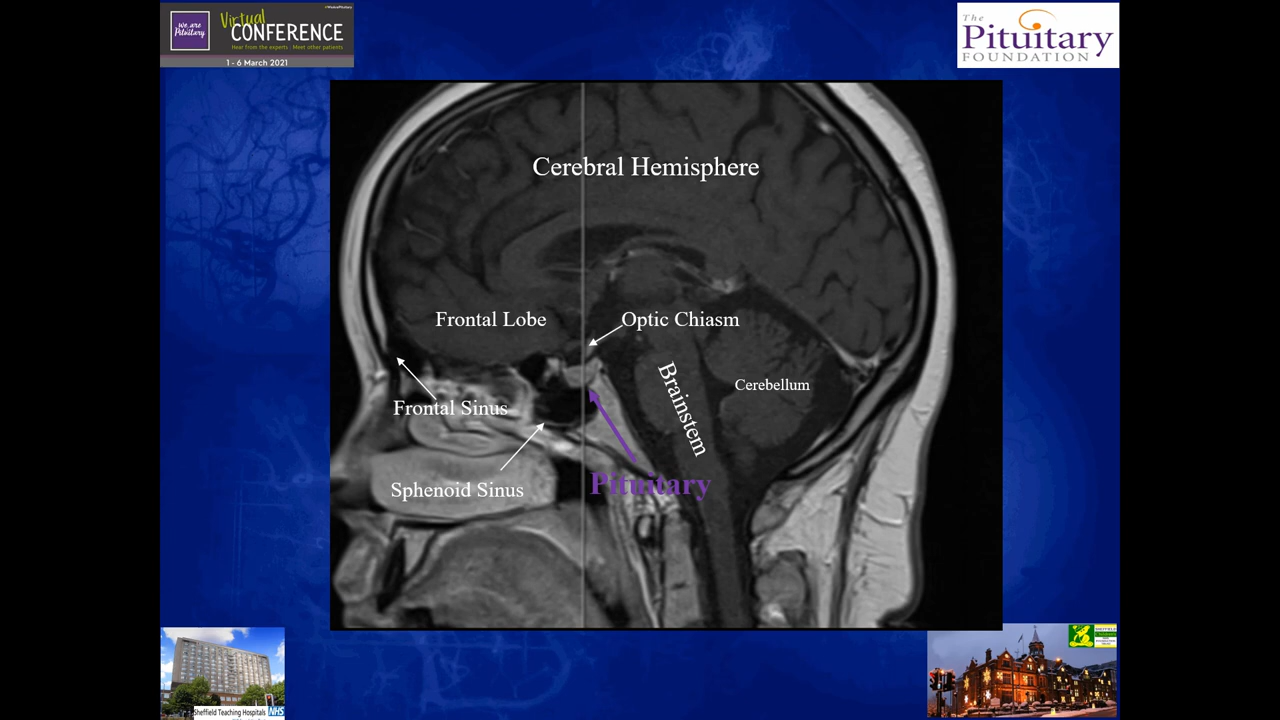 #WeArePituitary
we are
Pituitary
Virtual
CONFERENCE
Hear from the experts | Meet other patients
1 - 6 March 2021
The
Pituitary
FOUNDATION
Cerebral Hemisphere
Frontal Lobe
Optic Chiasm
Brainstem
Cerebellum
Frontal Sinus
Sphenoid Sinus
Pituitary
Sheffield Teaching Hospitals NHS